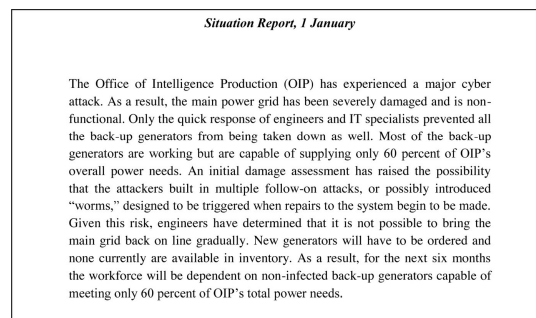 Situation Report, 1 January
The Office of Intelligence Production (OIP) has experienced a major cyber
attack. As a result, the main power grid has been severely damaged and is non-
functional. Only the quick response of engineers and IT specialists prevented all
the back-up generators from being taken down as well. Most of the back-up
generators are working but are capable of supplying only 60 percent of OIP’s
overall power needs. An initial damage assessment has raised the possibility
that the attackers built in multiple follow-on attacks, or possibly introduced
“worms,” designed to be triggered when repairs to the system begin to be made.
Given this risk, engineers have determined that it is not possible to bring the
main grid back on line gradually. New generators will have to be ordered and
none currently are available in inventory. As a result, for the next six months
the workforce will be dependent on non-infected back-up generators capable of
meeting only 60 percent of OIP’s total power needs.